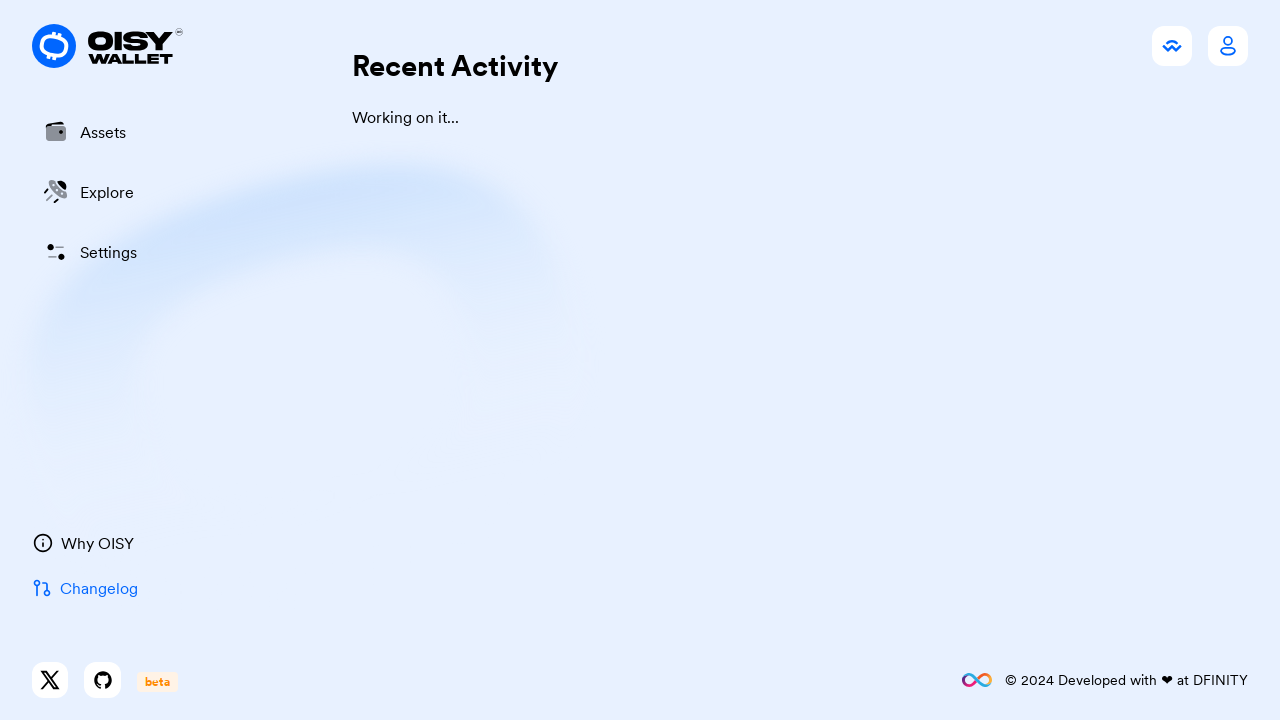 OISY
WALLET
Recent Activity
Working on it...
Assets
Explore
Settings
Why OISY
Changelog
beta
© 2024 Developed with ❤ at DFINITY